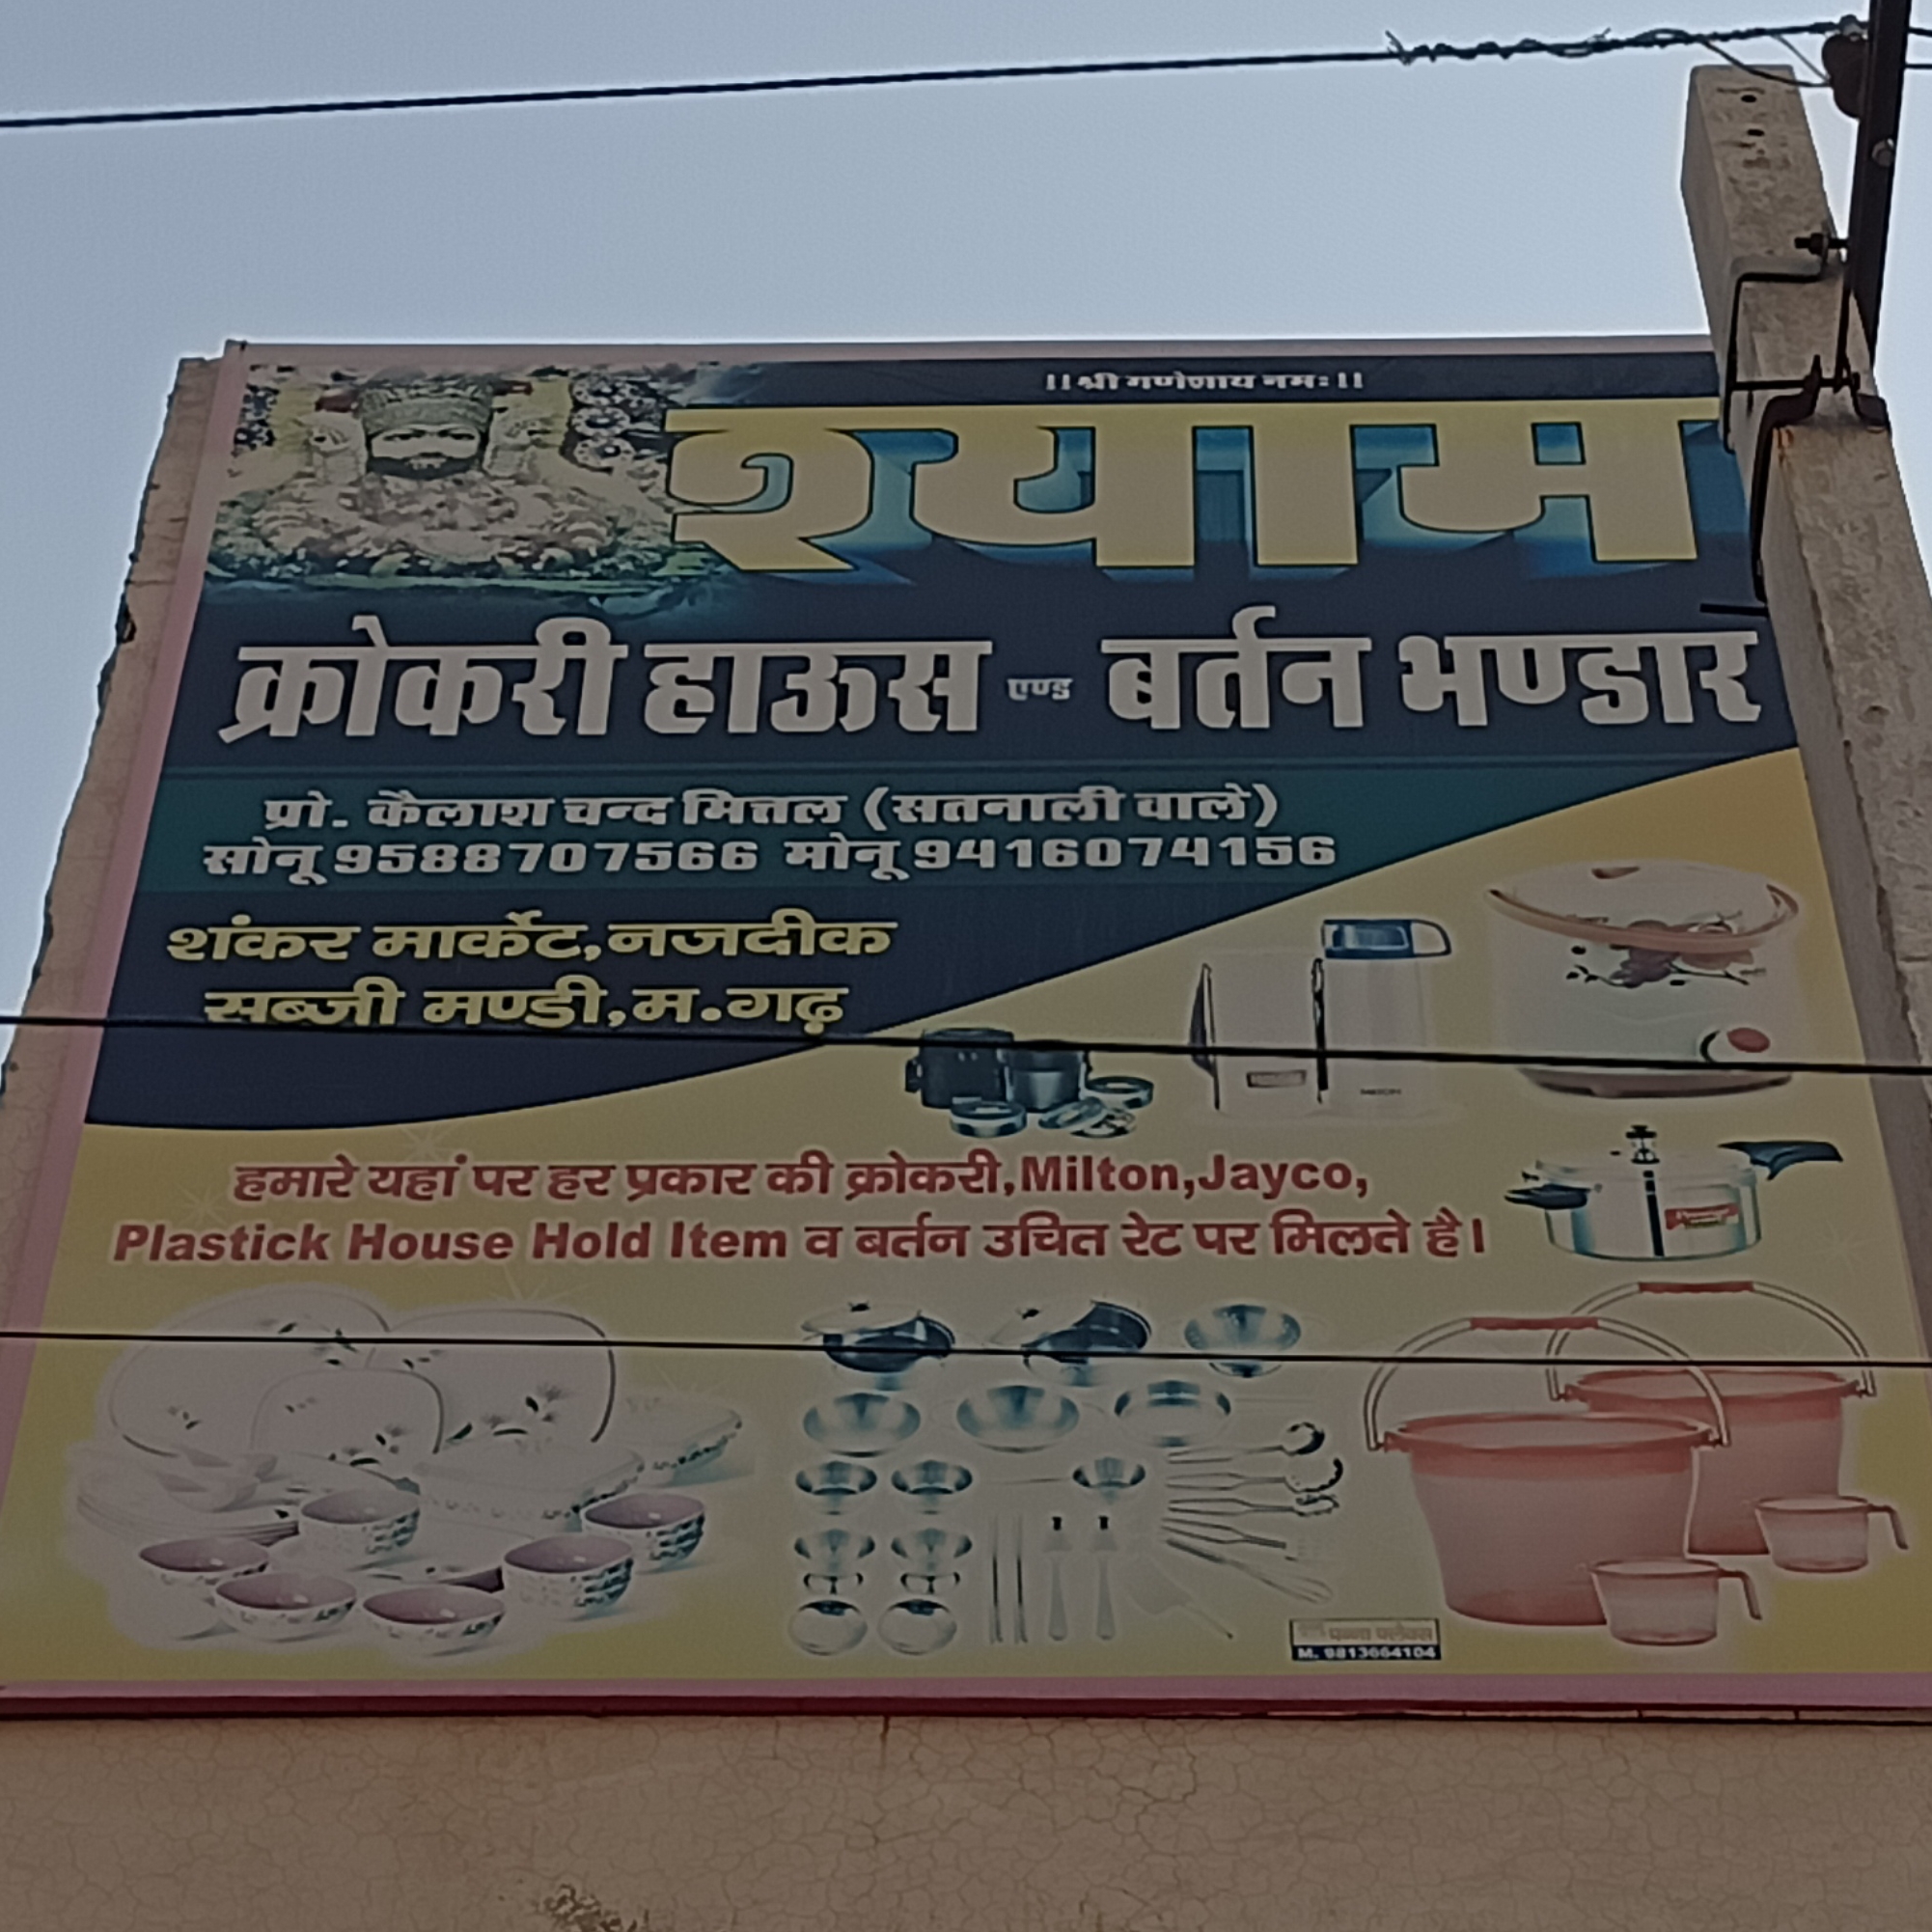 ।।श्री गणेशाय नमः।।
श्याम
क्रोकरी हाऊस एण्ड बर्तन भण्डार
प्रो. कैलाश चन्द मित्तल (सतनाली वाले)
सोनू 9588707566 मोनू 9416074156
शंकर मार्केट,नजदीक
सब्जी मण्डी,म.गढ़
हमारे यहां पर हर प्रकार की क्रोकरी,Milton,Jayco,
Plastick House Hold Item व बर्तन उचित रेट पर मिलते है।
M. 9813664104